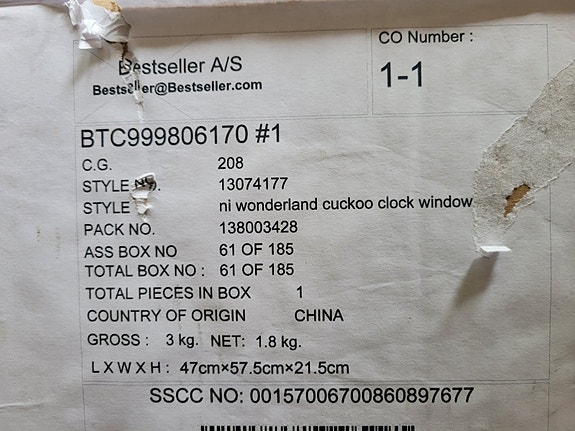 CO Number :
Bestseller A/S
1-1
Bestseller@Bestseller.com
BTC999806170 #1
C.G. 208
STYLE NO. 13074177
STYLE ni wonderland cuckoo clock window
PACK NO. 138003428
ASS BOX NO 61 OF 185
TOTAL BOX NO : 61 OF 185
TOTAL PIECES IN BOX 1
COUNTRY OF ORIGIN CHINA
GROSS : 3 kg. NET: 1.8 kg.
L X W X H : 47cm×57.5cm×21.5cm
SSCC NO: 00157006700860897677